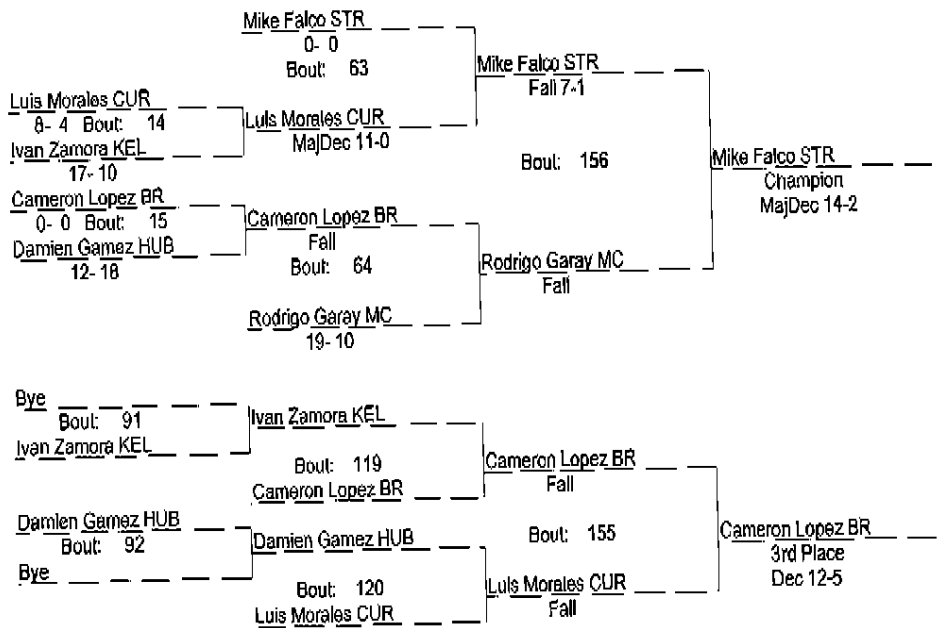 Mike Falco STR
0- 0
Bout: 63
Mike Falco STR
Fall 7-1
Luis Morales CUR
8- 4 Bout: 14
Luis Morales CUR
MajDec 11-0
Ivan Zamora KEL
17- 10
Bout: 156
Mike Falco STR
Champion
MajDec 14-2
Cameron Lopez BR
0- 0 Bout: 15
Cameron Lopez BR
Fall
Damien Gamez HUB
12- 18
Bout: 64
Rodrigo Garay MC
Fall
Rodrigo Garay MC
19- 10
Bye
Bout: 91
Ivan Zamora KEL
Ivan Zamora KEL
Bout: 119
Cameron Lopez BR
Fall
Cameron Lopez BR
Damien Gamez HUB
Bout: 92
Damien Gamez HUB
Bout: 155
Cameron Lopez BR
3rd Place
Dec 12-5
Bye
Bout: 120
Luis Morales CUR
Fall
Luis Morales CUR